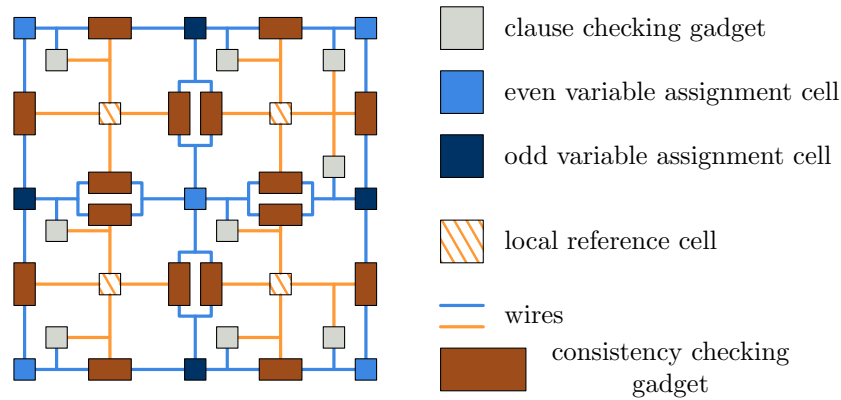 clause checking gadget
even variable assignment cell
odd variable assignment cell
local reference cell
wires
consistency checking
gadget